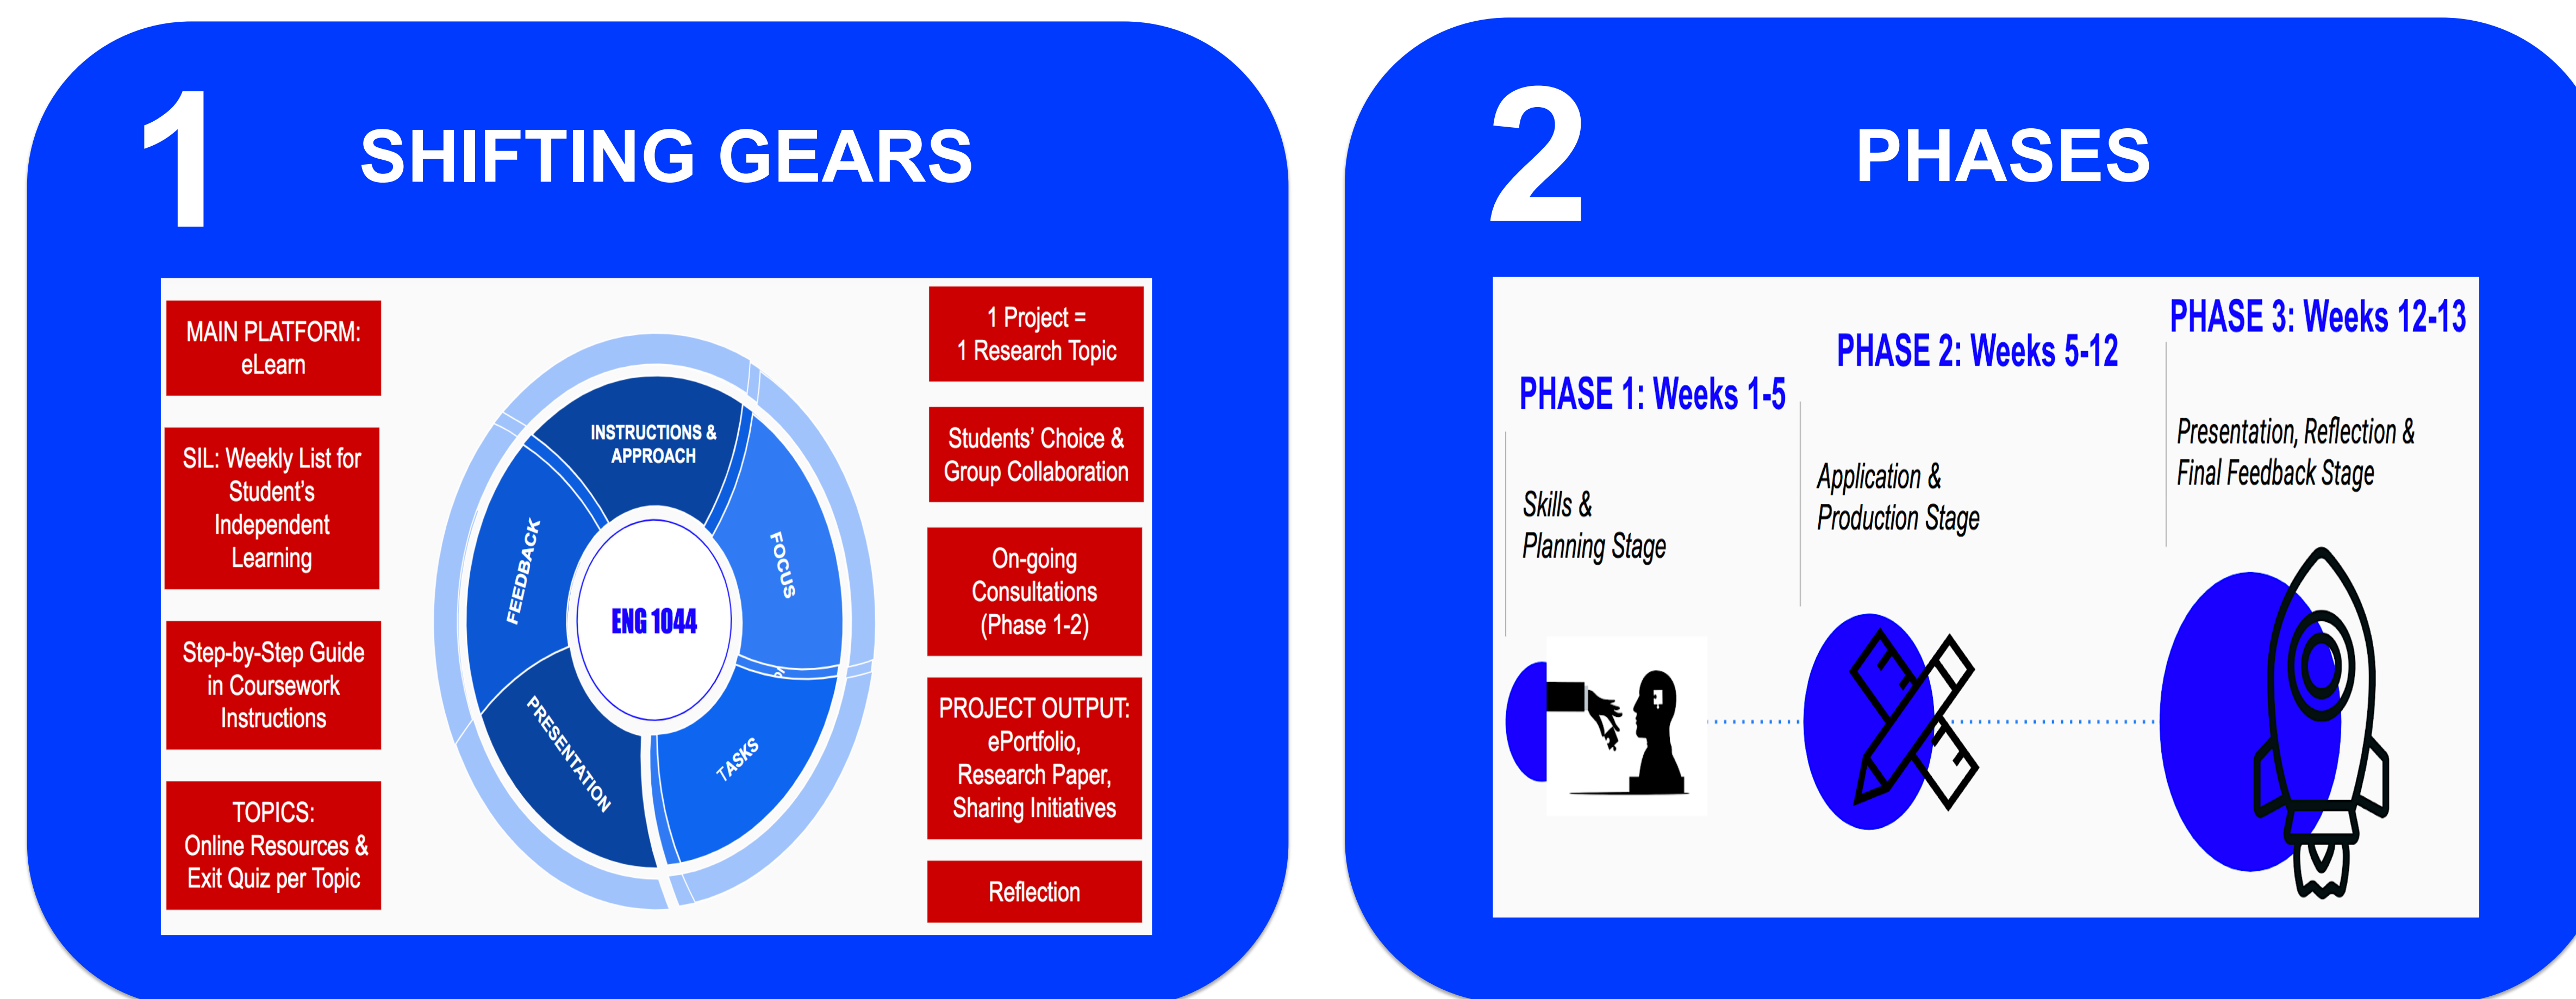 1
SHIFTING GEARS
MAIN PLATFORM:
eLearn
SIL: Weekly List for
Student's
Independent
Learning
Step-by-Step Guide
in Coursework
Instructions
TOPICS:
Online Resources &
Exit Quiz per Topic
INSTRUCTIONS &
APPROACH
FOCUS
TASKS
PRESENTATION
FEEDBACK
ENG 1044
1 Project =
1 Research Topic
Students' Choice &
Group Collaboration
On-going
Consultations
(Phase 1-2)
PROJECT OUTPUT:
ePortfolio,
Research Paper,
Sharing Initiatives
Reflection
2
PHASES
PHASE 1: Weeks 1-5
Skills &
Planning Stage
PHASE 2: Weeks 5-12
Application &
Production Stage
PHASE 3: Weeks 12-13
Presentation, Reflection &
Final Feedback Stage